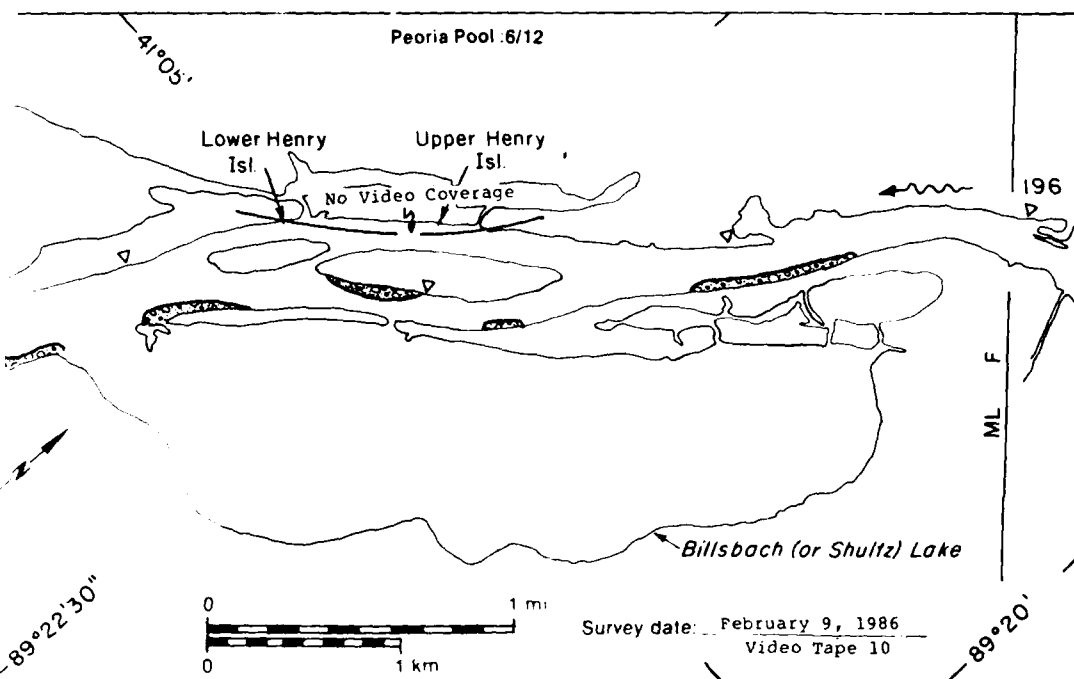 Peoria Pool :6/12
41°05'
Lower Henry
Isl.
Upper Henry
Isl.
No Video Coverage
196
ML F
N
Billsbach (or Shultz) Lake
89°22'30"
0 1 mi
0 1 km
Survey date: February 9, 1986
Video Tape 10
89°20'